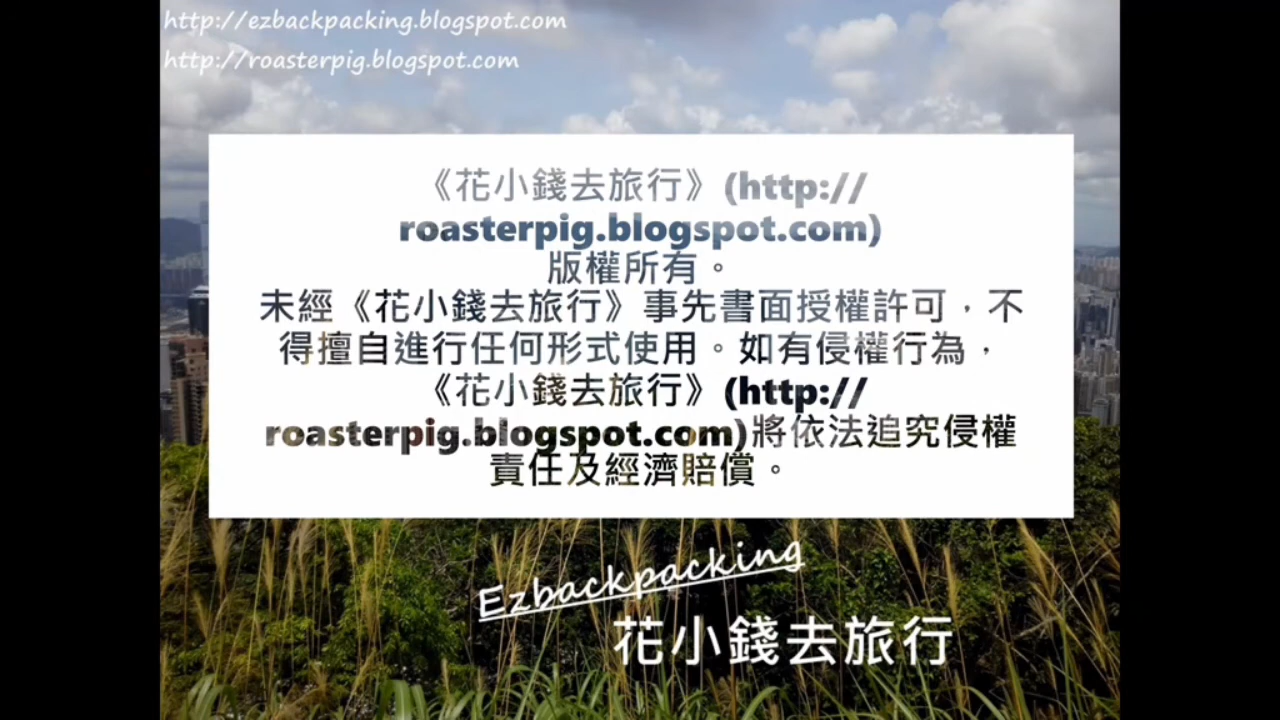 http://ezbackpacking.blogspot.com
http://roasterpig.blogspot.com
《花小錢去旅行》(http://
roasterpig.blogspot.com)
版權所有。
未經《花小錢去旅行》事先書面授權許可，不
得擅自進行任何形式使用。如有侵權行為，
《花小錢去旅行》(http://
roasterpig.blogspot.com)將依法追究侵權
責任及經濟賠償。
Ezbackpacking
花小錢去旅行